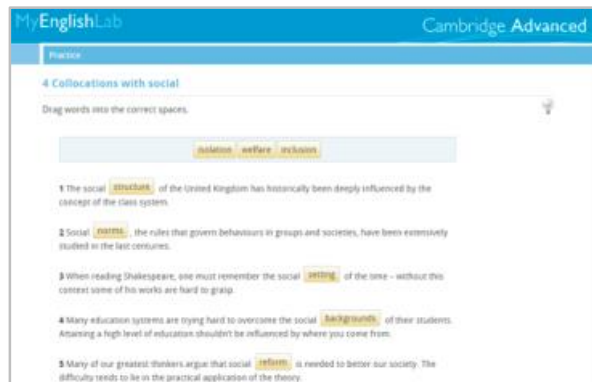 MyEnglishLab
Cambridge Advanced
Practice
4 Collocations with social
Drag words into the correct spaces.
isolation welfare inclusion
1 The social structure of the United Kingdom has historically been deeply influenced by the
concept of the class system.
2 Social norms, the rules that govern behaviours in groups and societies, have been extensively
studied in the last centuries.
3 When reading Shakespeare, one must remember the social setting of the time – without this
context some of his works are hard to grasp.
4 Many education systems are trying hard to overcome the social backgrounds of their students.
Attaining a high level of education shouldn't be influenced by where you come from.
5 Many of our greatest thinkers argue that social reform is needed to better our society. The
difficulty tends to lie in the practical application of the theory.